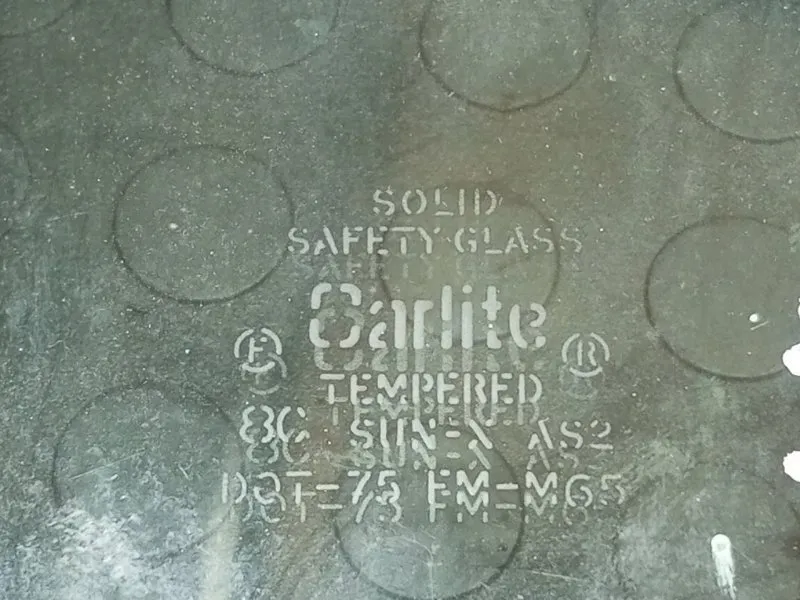 SOLID
SAFETY GLASS
Carlite
F R
TEMPERED
8C SUN-X AS2
DOT-75 FM-M65